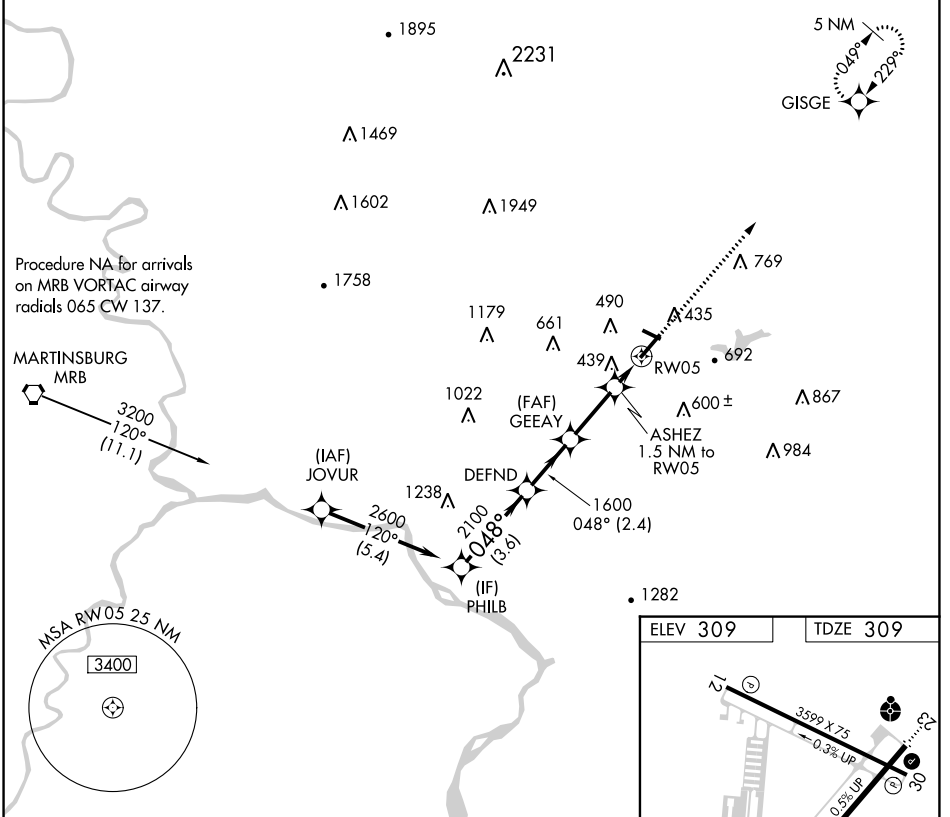 1895
2231
5 NM
049°
229°
GISGE
1469
1602
1949
Procedure NA for arrivals
on MRB VORTAC airway
radials 065 CW 137.
1758
769
1179
661
490
435
439
RW05
692
MARTINSBURG
MRB
3200
120°
(11.1)
1022
(FAF)
GEEAY
600 ±
867
ASHEZ
1.5 NM to
RW05
984
(IAF)
JOVUR
DEFND
1238
2600
120°
(5.4)
2100
048°
(3.6)
1600
048° (2.4)
(IF)
PHILB
1282
MSA RW05 25 NM
3400
ELEV 309
TDZE 309
12
P
3599 X 75
0.3% UP
23
P
P
30
0.5% UP